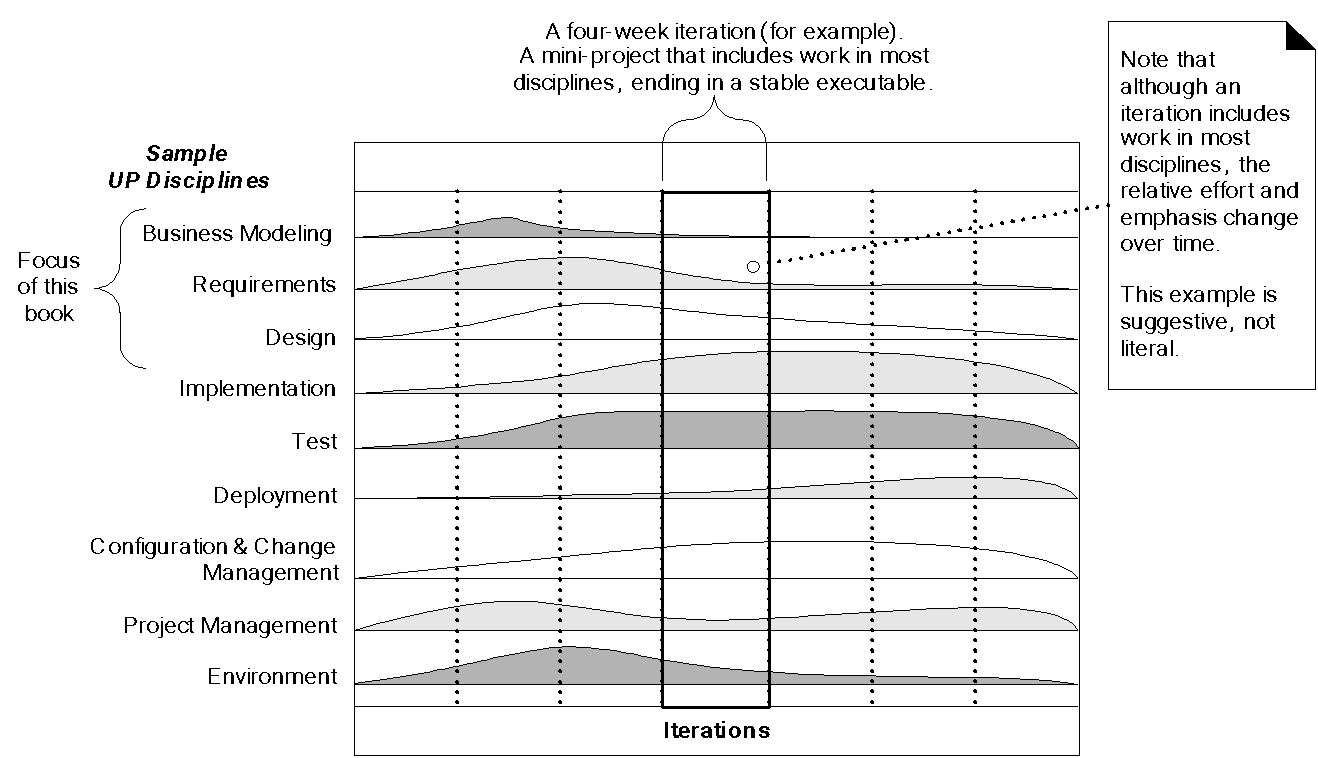 A four-week iteration (for example).
A mini-project that includes work in most
disciplines, ending in a stable executable.
Note that
although an
iteration includes
work in most
disciplines, the
relative effort and
emphasis change
over time.
This example is
suggestive, not
literal.
Sample
UP Disciplines
Focus
of this
book
Business Modeling
Requirements
Design
Implementation
Test
Deployment
Configuration & Change
Management
Project Management
Environment
Iterations